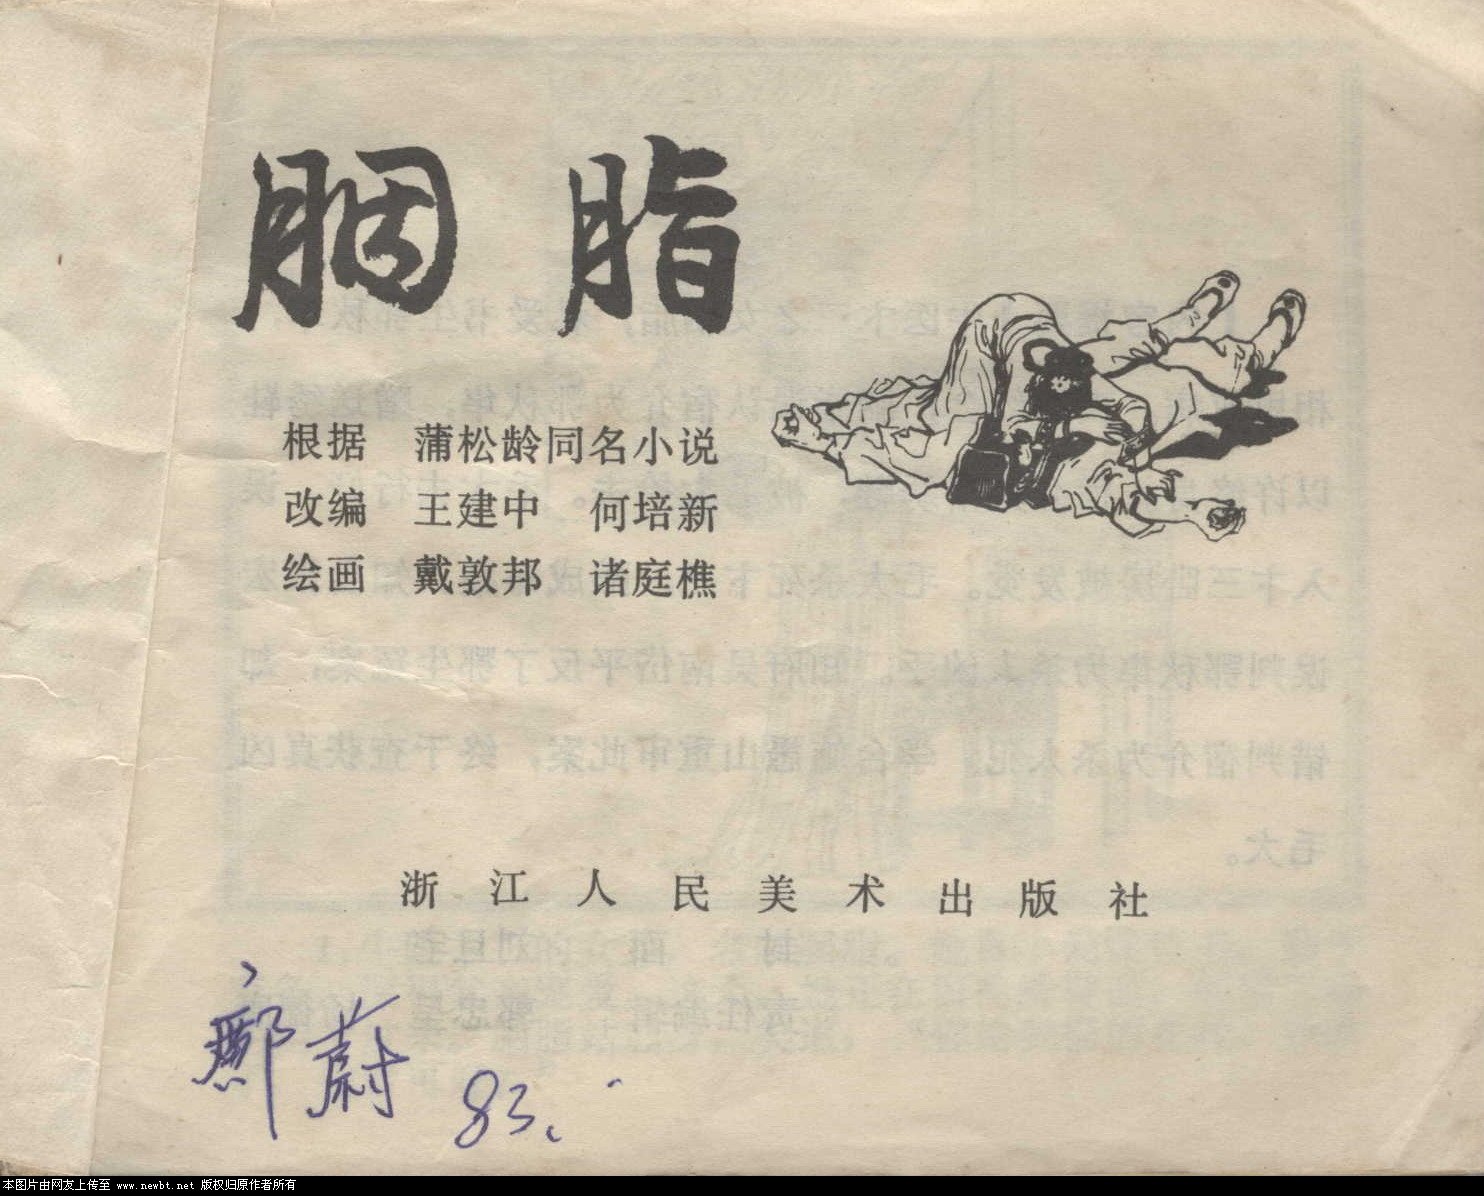 胭脂
根据 蒲松龄同名小说
改编 王建中 何培新
绘画 戴敦邦 诸庭樵
浙江人民美术出版社
鄺蔚 83.
本图片由网友上传至 www.newbt.net 版权归原作者所有